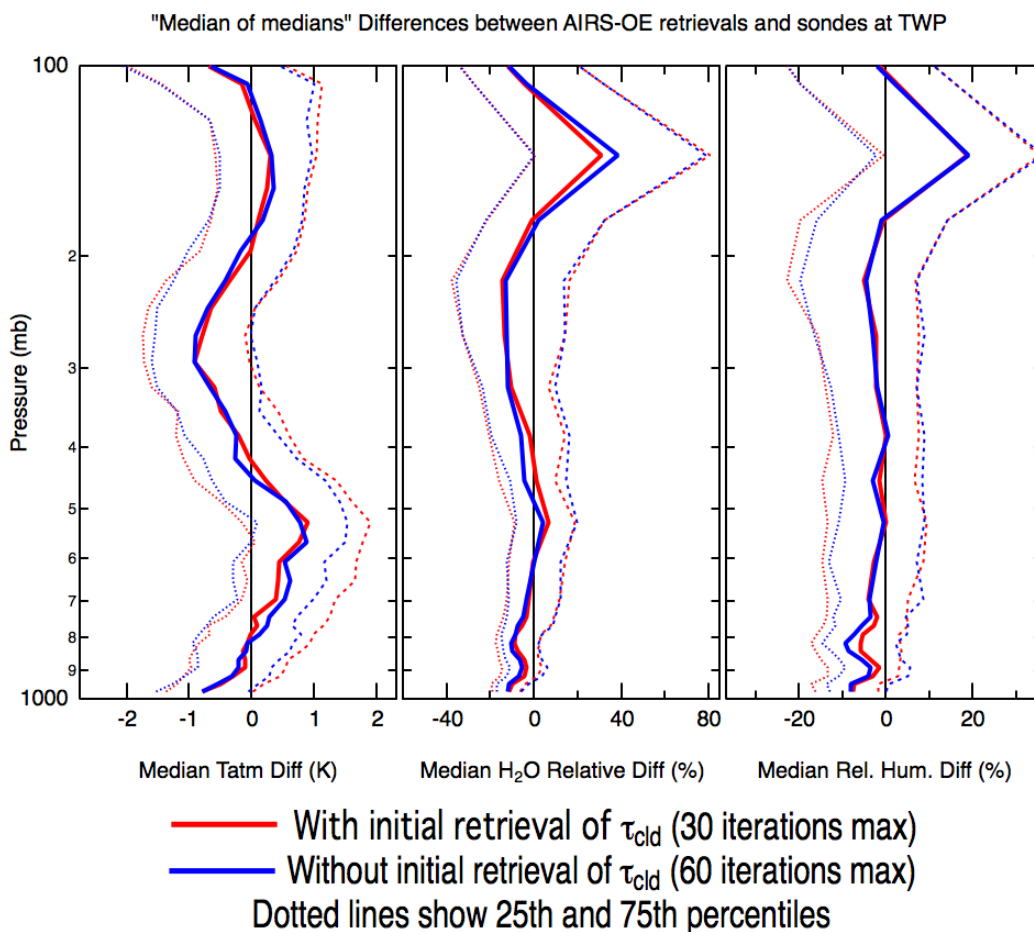 "Median of medians" Differences between AIRS-OE retrievals and sondes at TWP
100
2
3
4
5
6
7
8
9
1000
Pressure (mb)
-2 -1 0 1 2
-40 0 40 80
-20 0 20
Median Tatm Diff (K)
Median H₂O Relative Diff (%)
Median Rel. Hum. Diff (%)
With initial retrieval of τcld (30 iterations max)
Without initial retrieval of τcld (60 iterations max)
Dotted lines show 25th and 75th percentiles